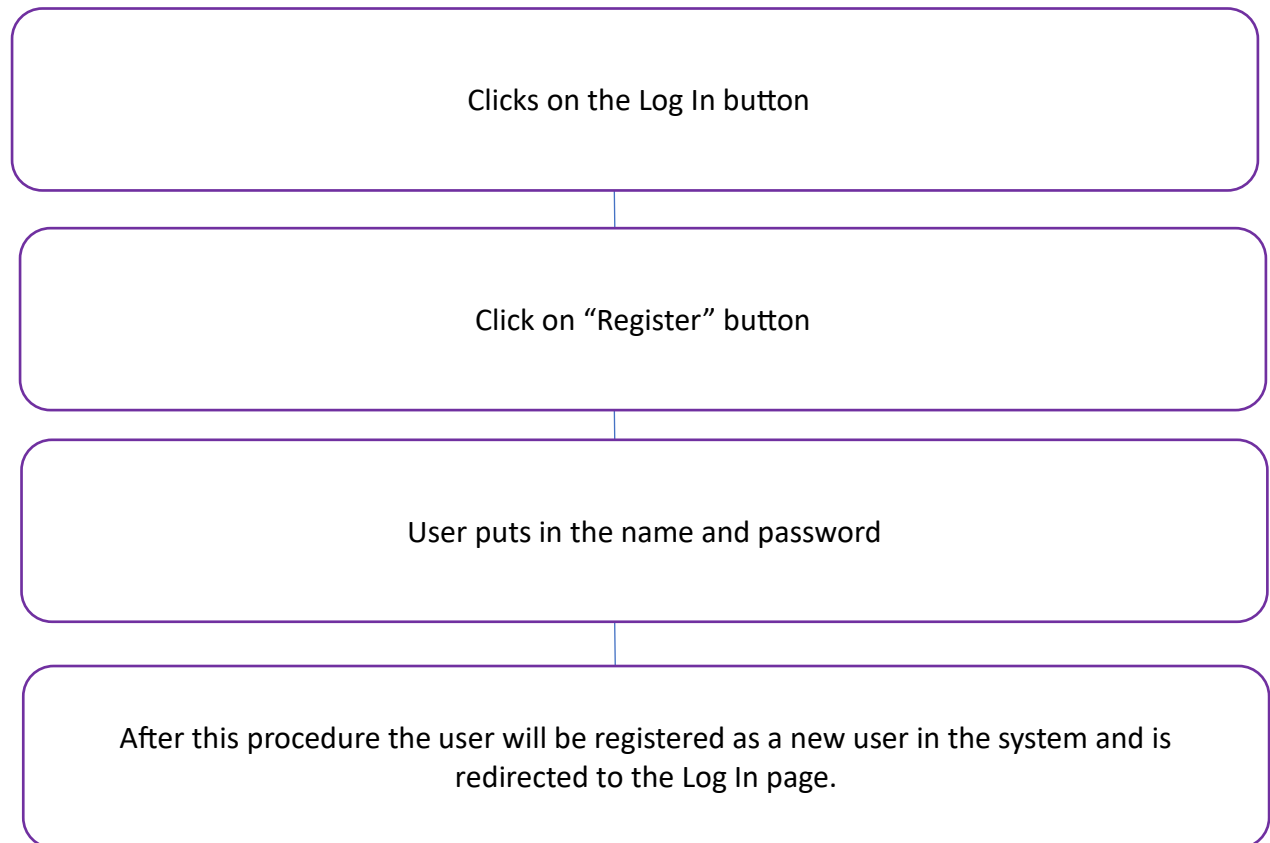 Clicks on the Log In button
Click on “Register” button
User puts in the name and password
After this procedure the user will be registered as a new user in the system and is
redirected to the Log In page.